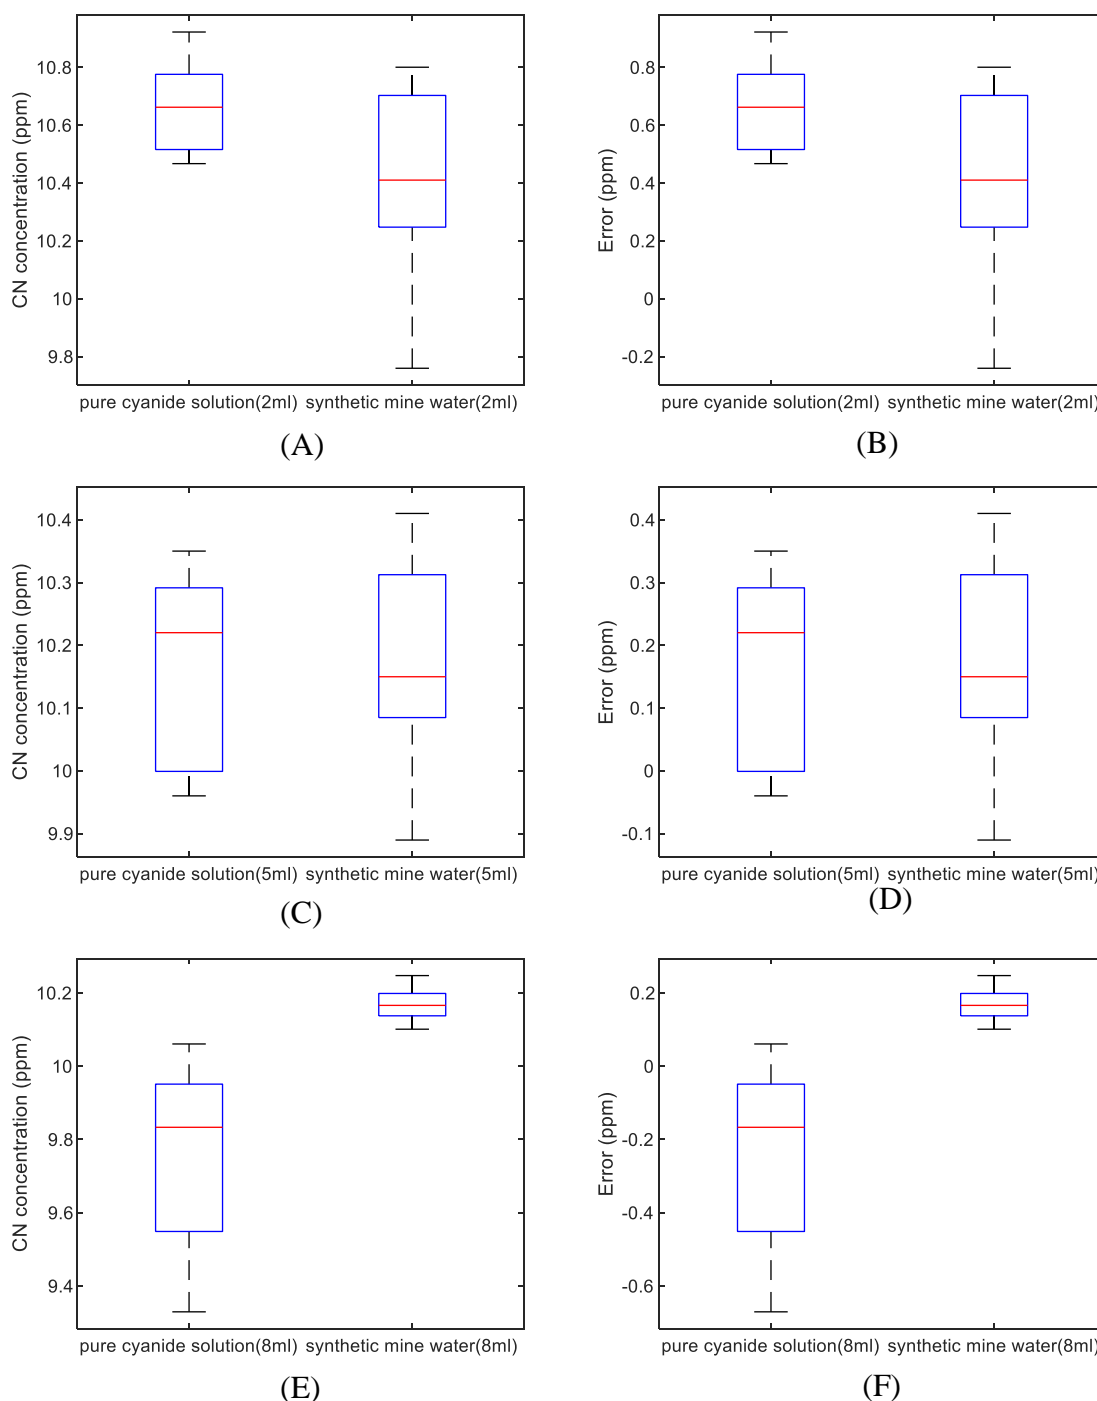 CN concentration (ppm)
10.8
10.6
10.4
10.2
10
9.8
pure cyanide solution(2ml) synthetic mine water(2ml)
(A)
Error (ppm)
0.8
0.6
0.4
0.2
0
-0.2
pure cyanide solution(2ml) synthetic mine water(2ml)
(B)
CN concentration (ppm)
10.4
10.3
10.2
10.1
10
9.9
pure cyanide solution(5ml) synthetic mine water(5ml)
(C)
Error (ppm)
0.4
0.3
0.2
0.1
0
-0.1
pure cyanide solution(5ml) synthetic mine water(5ml)
(D)
CN concentration (ppm)
10.2
10
9.8
9.6
9.4
pure cyanide solution(8ml) synthetic mine water(8ml)
(E)
Error (ppm)
0.2
0
-0.2
-0.4
-0.6
pure cyanide solution(8ml) synthetic mine water(8ml)
(F)